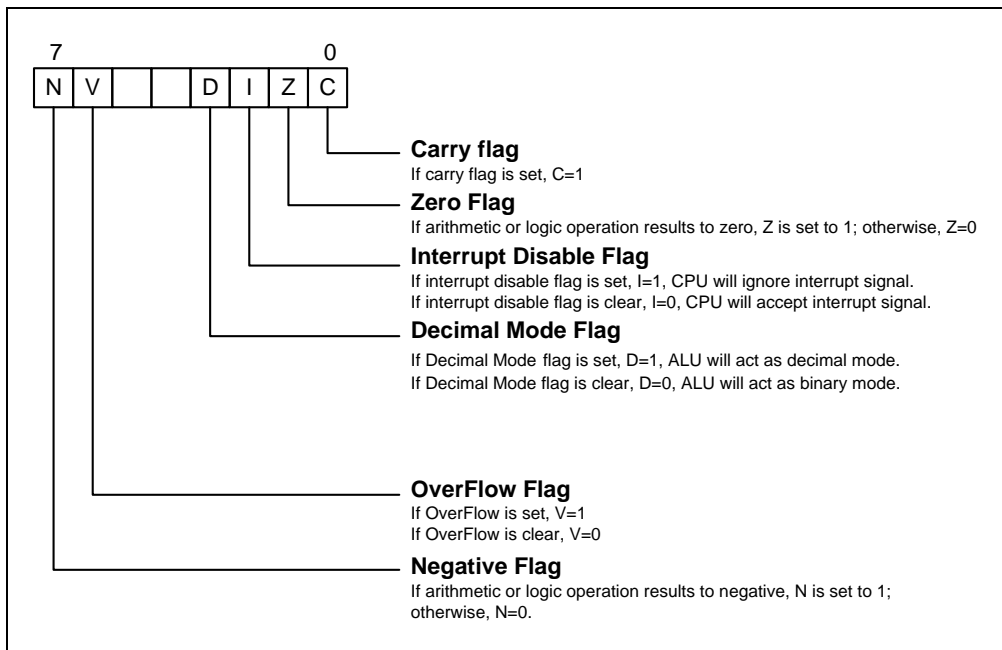 7 0
N V D I Z C
Carry flag
If carry flag is set, C=1
Zero Flag
If arithmetic or logic operation results to zero, Z is set to 1; otherwise, Z=0
Interrupt Disable Flag
If interrupt disable flag is set, I=1, CPU will ignore interrupt signal.
If interrupt disable flag is clear, I=0, CPU will accept interrupt signal.
Decimal Mode Flag
If Decimal Mode flag is set, D=1, ALU will act as decimal mode.
If Decimal Mode flag is clear, D=0, ALU will act as binary mode.
OverFlow Flag
If OverFlow is set, V=1
If OverFlow is clear, V=0
Negative Flag
If arithmetic or logic operation results to negative, N is set to 1;
otherwise, N=0.